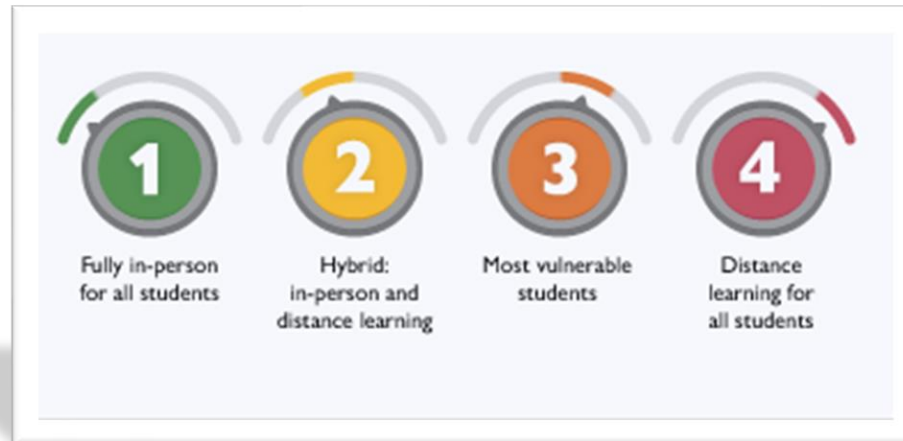 1
Fully in-person
for all students
2
Hybrid:
in-person and
distance learning
3
Most vulnerable
students
4
Distance
learning for
all students